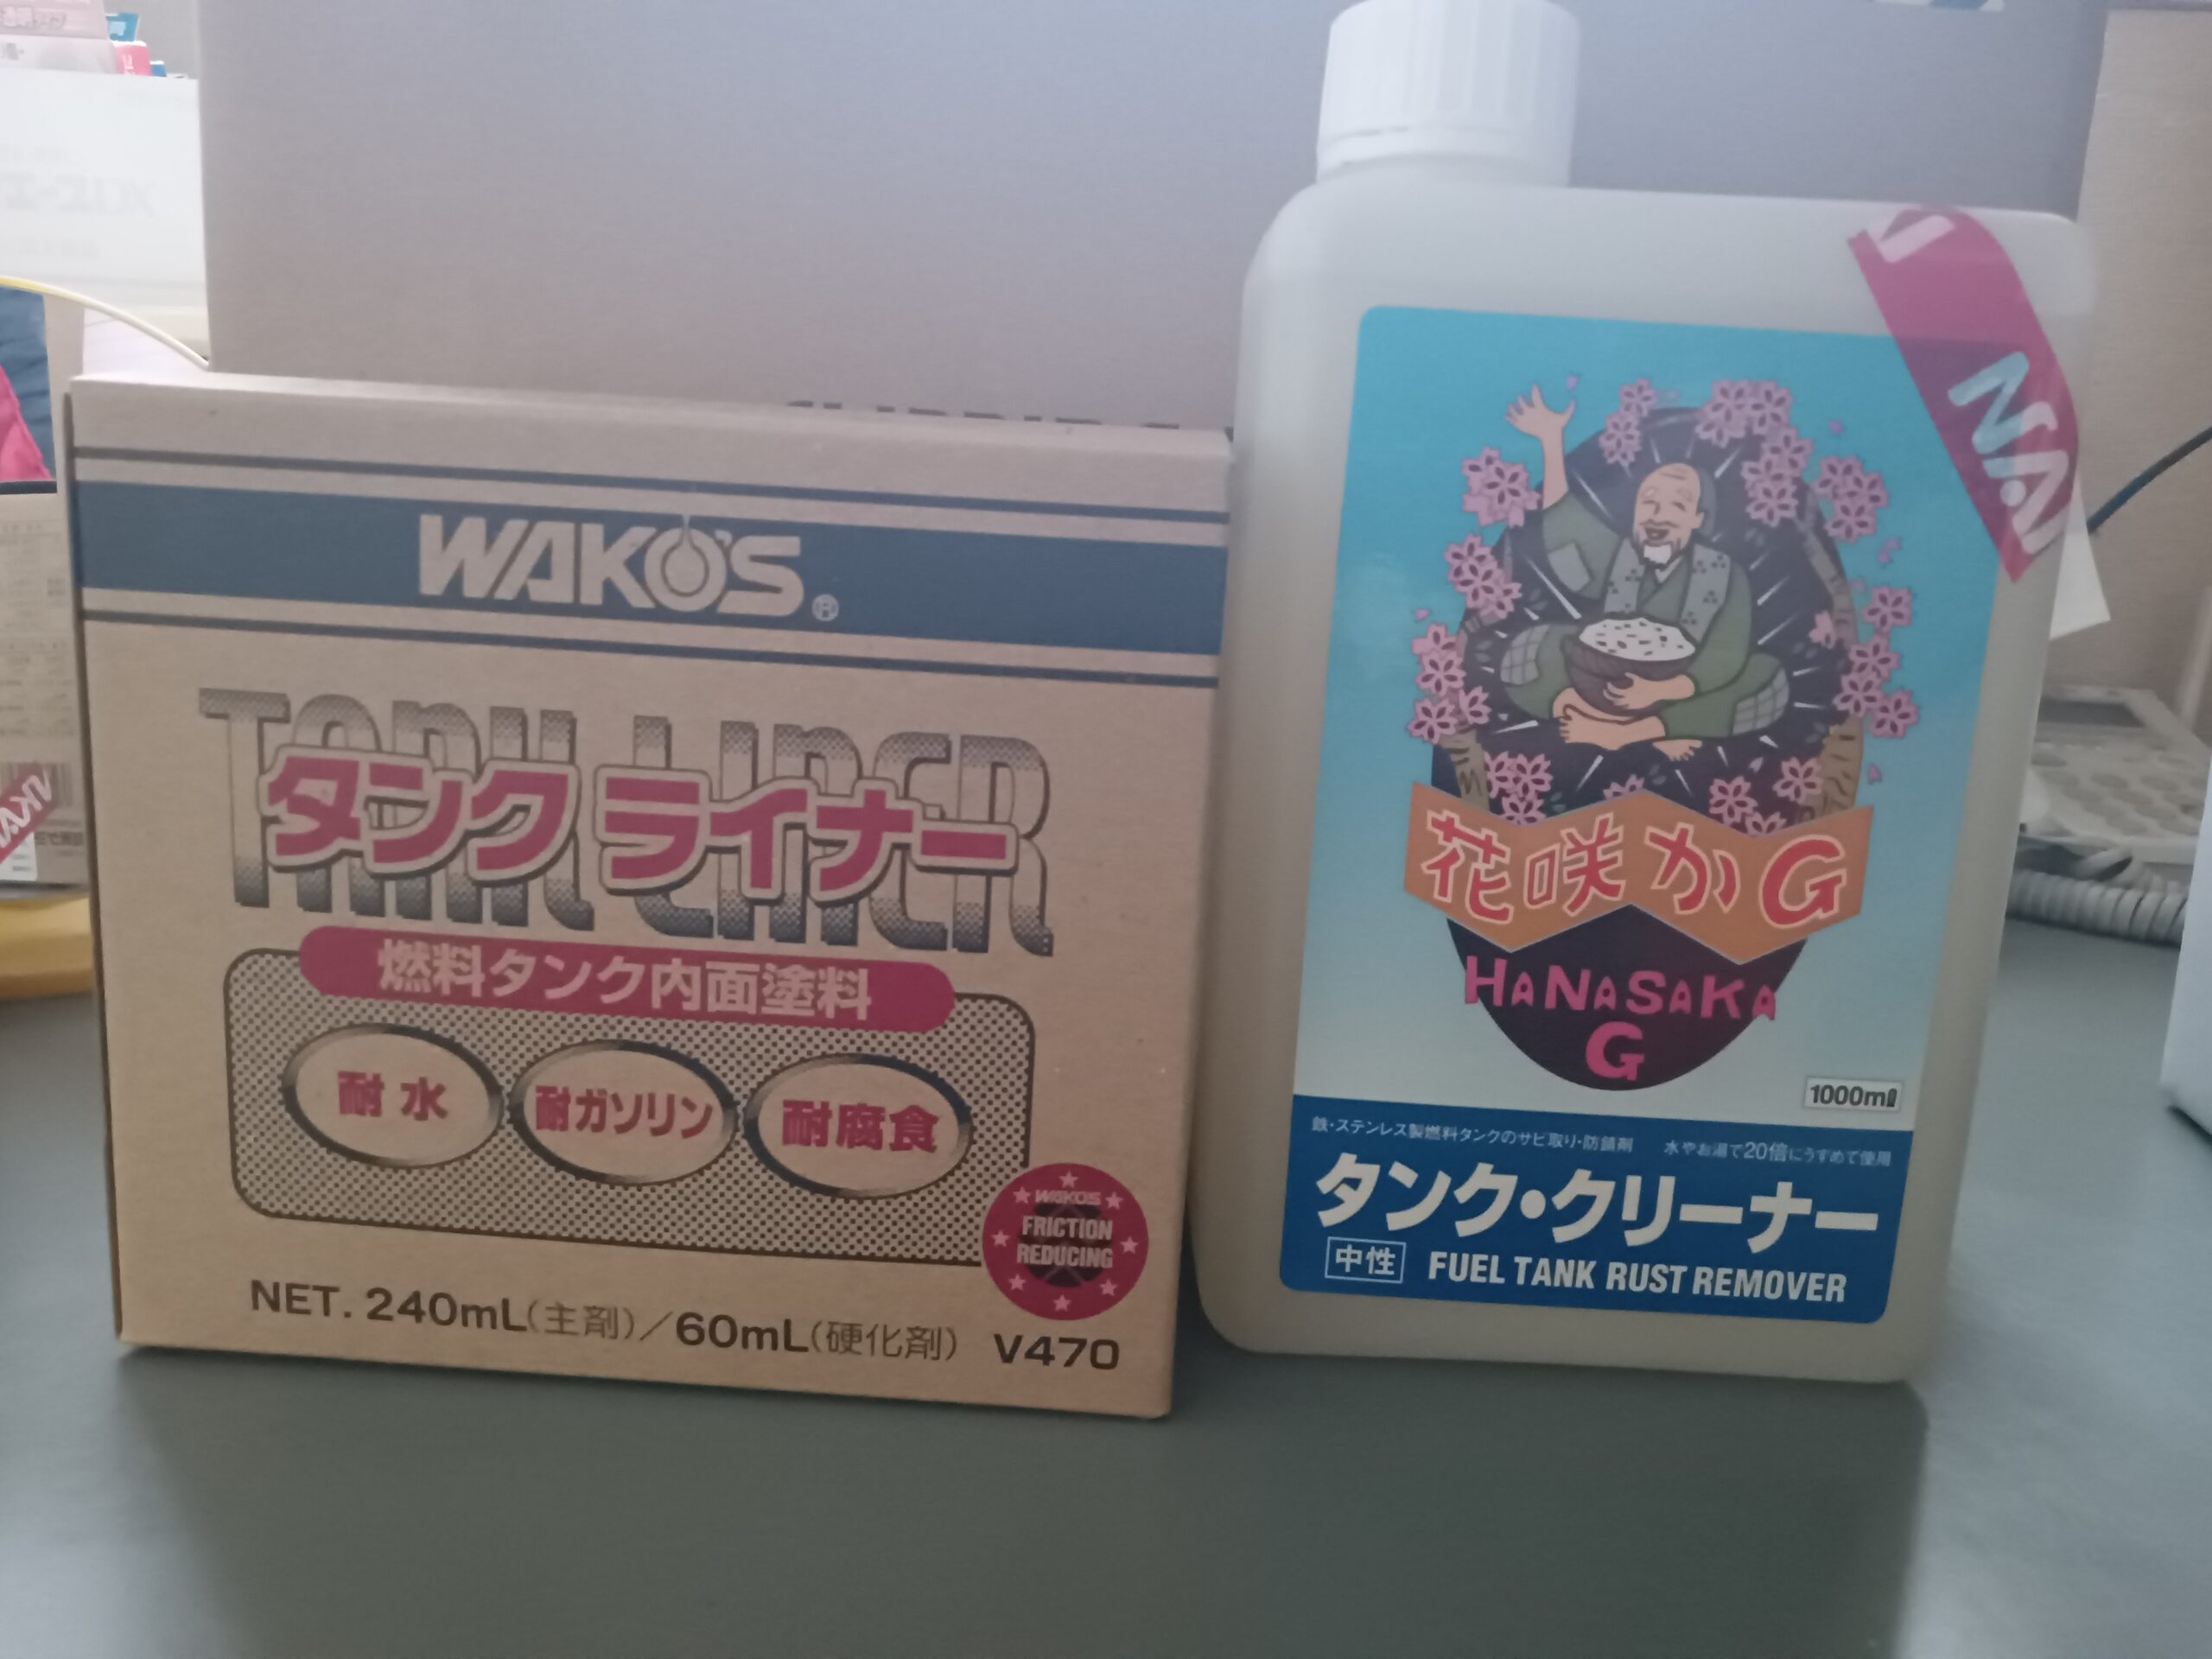 WAKO'S®
TANK LINER
タンク ライナー
燃料タンク内面塗料
耐水
耐ガソリン
耐腐食
WAKO'S
FRICTION
REDUCING
NET. 240mL(主剤)／60mL(硬化剤) V470
花咲かG
HANASAKA
G
1000ml
鉄・ステンレス製燃料タンクのサビ取り・防錆剤 水やお湯で20倍にうすめて使用
タンク・クリーナー
中性 FUEL TANK RUST REMOVER